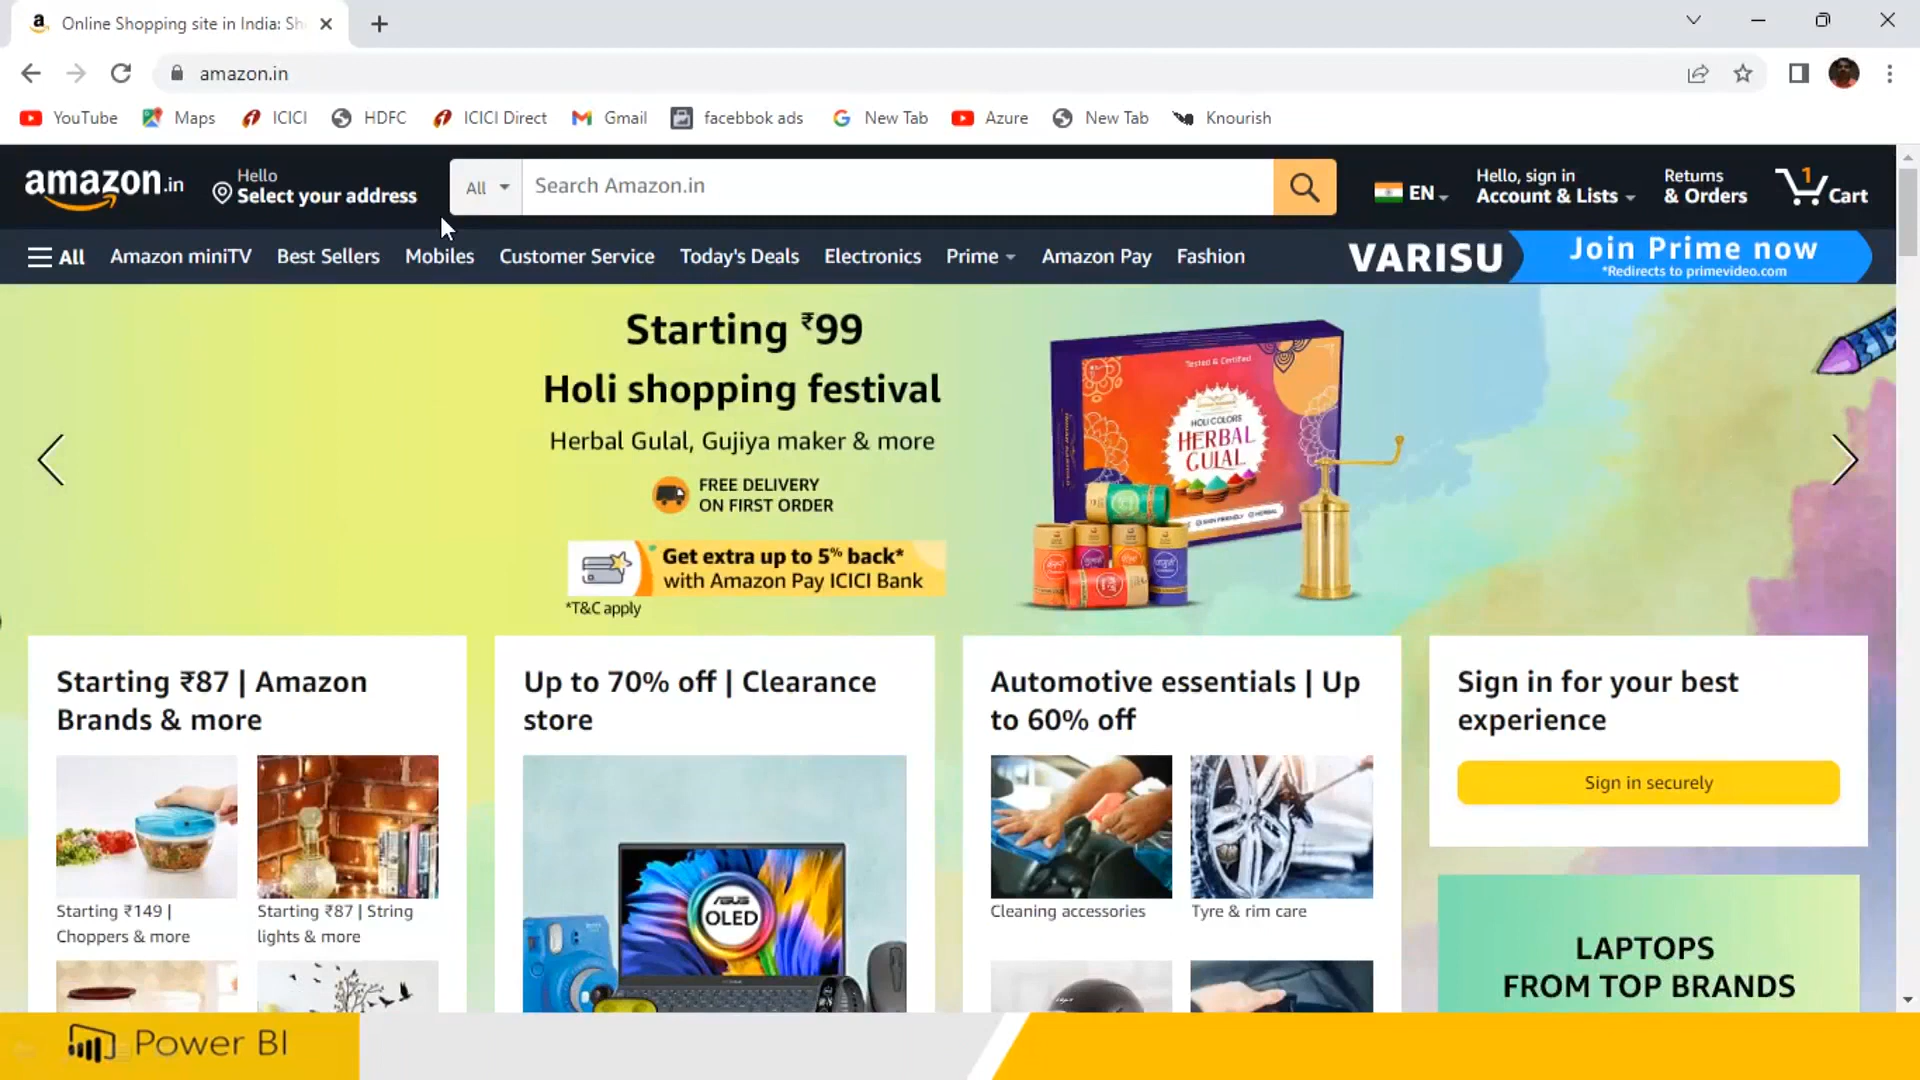 Online Shopping site in India: Sh
amazon.in
YouTube Maps ICICI HDFC ICICI Direct Gmail facebbok ads New Tab Azure New Tab Knourish
amazon.in
Hello
Select your address
All
Search Amazon.in
EN
Hello, sign in
Account & Lists
Returns
& Orders
1
Cart
All Amazon miniTV Best Sellers Mobiles Customer Service Today's Deals Electronics Prime Amazon Pay Fashion
VARISU
Join Prime now
*Redirects to primevideo.com
Starting ₹99
Holi shopping festival
Herbal Gulal, Gujiya maker & more
FREE DELIVERY
ON FIRST ORDER
Get extra up to 5% back*
with Amazon Pay ICICI Bank
*T&C apply
Tested & Certified
HOLI COLORS
HERBAL
GULAL
SKIN FRIENDLY HERBAL
Starting ₹87 | Amazon
Brands & more
Starting ₹149 |
Choppers & more
Starting ₹87 | String
lights & more
Up to 70% off | Clearance
store
ASUS
OLED
Automotive essentials | Up
to 60% off
Cleaning accessories
Tyre & rim care
Sign in for your best
experience
Sign in securely
LAPTOPS
FROM TOP BRANDS
Power BI